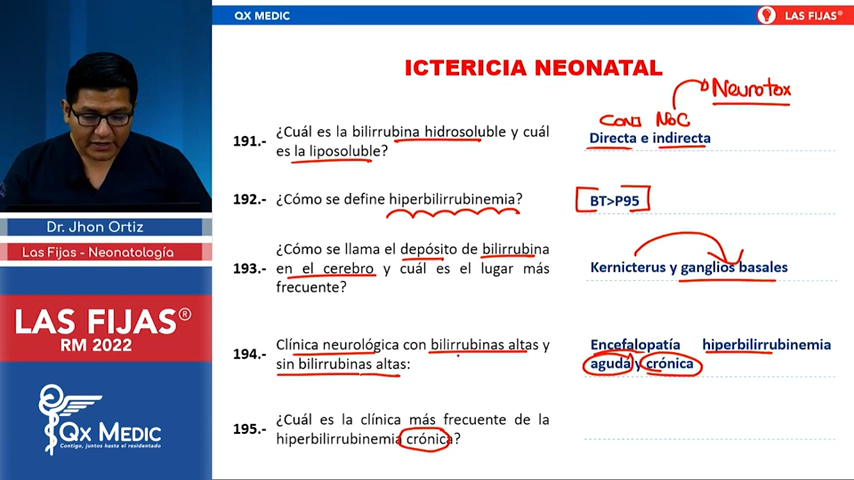 QX MEDIC
LAS FIJAS®
ICTERICIA NEONATAL
Neurotox
CONJ NoC
191.- ¿Cuál es la bilirrubina hidrosoluble y cuál
es la liposoluble?
Directa e indirecta
192.- ¿Cómo se define hiperbilirrubinemia?
BT>P95
193.- ¿Cómo se llama el depósito de bilirrubina
en el cerebro y cuál es el lugar más
frecuente?
Kernicterus y ganglios basales
194.- Clínica neurológica con bilirrubinas altas y
sin bilirrubinas altas:
Encefalopatía hiperbilirrubinemia
aguda y crónica
195.- ¿Cuál es la clínica más frecuente de la
hiperbilirrubinemia crónica?
Dr. Jhon Ortiz
Las Fijas - Neonatología
LAS FIJAS®
RM 2022
QX MEDIC
Contigo, juntos hasta el residentado